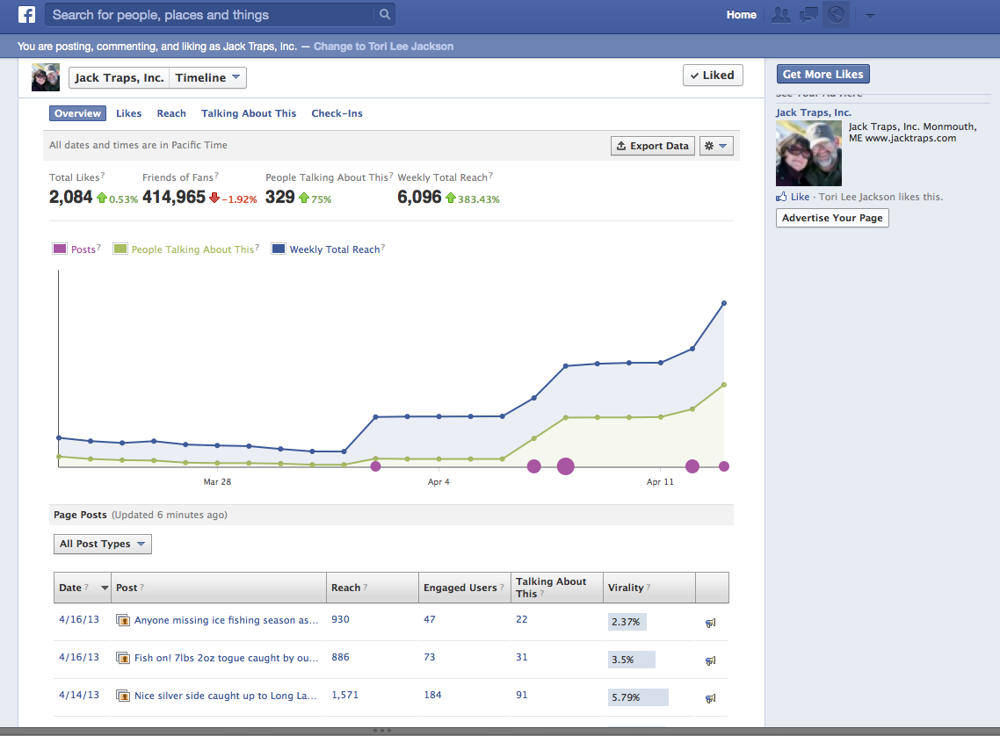 f
Search for people, places and things
Home
You are posting, commenting, and liking as Jack Traps, Inc. — Change to Tori Lee Jackson
Jack Traps, Inc. Timeline
✓ Liked
Get More Likes
See Your Ad Here
Overview Likes Reach Talking About This Check-Ins
Jack Traps, Inc.
Jack Traps, Inc. Monmouth,
ME www.jacktraps.com
All dates and times are in Pacific Time
Export Data
Total Likes? Friends of Fans? People Talking About This? Weekly Total Reach?
2,084 0.53% 414,965 -1.92% 329 75% 6,096 383.43%
Like · Tori Lee Jackson likes this.
Advertise Your Page
Posts? People Talking About This? Weekly Total Reach?
Mar 28 Apr 4 Apr 11
Page Posts (Updated 6 minutes ago)
All Post Types
Date? Post? Reach? Engaged Users? Talking About
This? Virality?
4/16/13 Anyone missing ice fishing season as... 930 47 22 2.37%
4/16/13 Fish on! 7lbs 2oz togue caught by ou... 886 73 31 3.5%
4/14/13 Nice silver side caught up to Long La... 1,571 184 91 5.79%